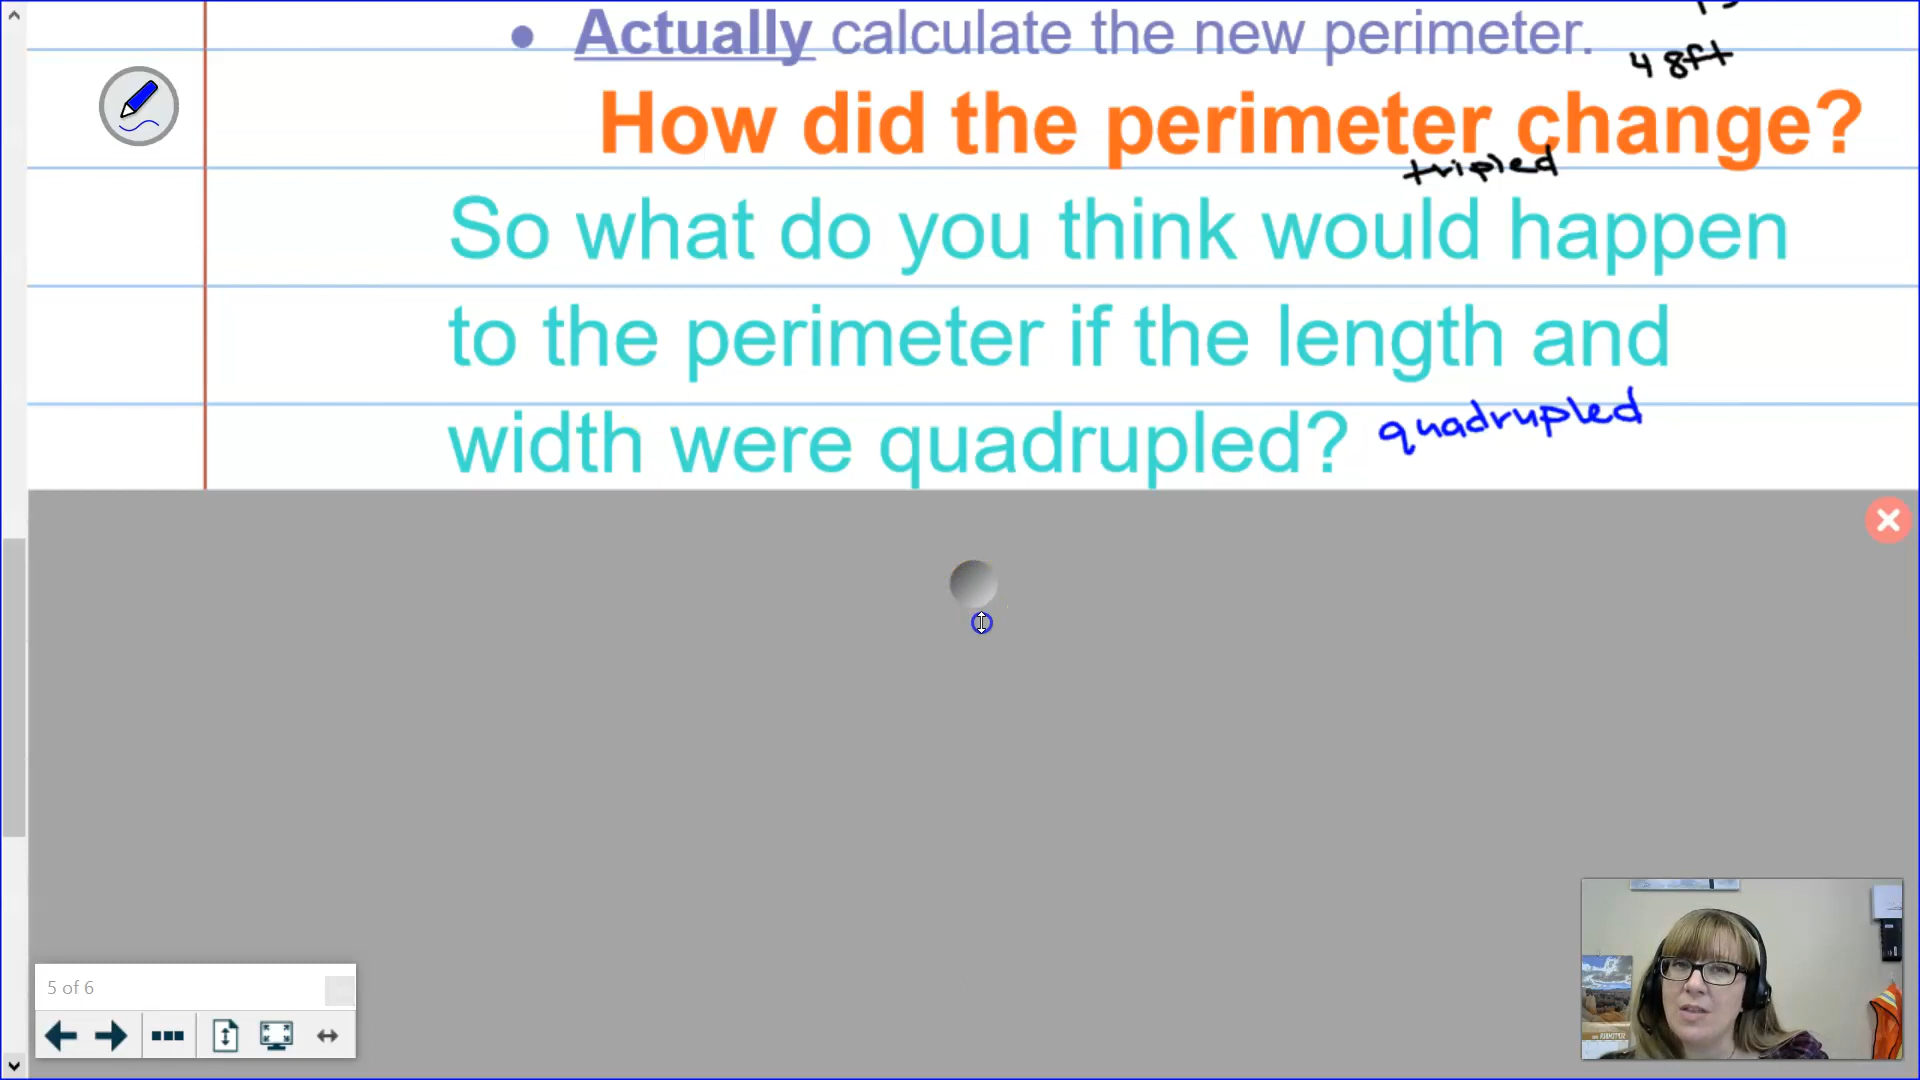 • Actually calculate the new perimeter.
48ft
How did the perimeter change?
tripled
So what do you think would happen
to the perimeter if the length and
width were quadrupled? quadrupled
5 of 6